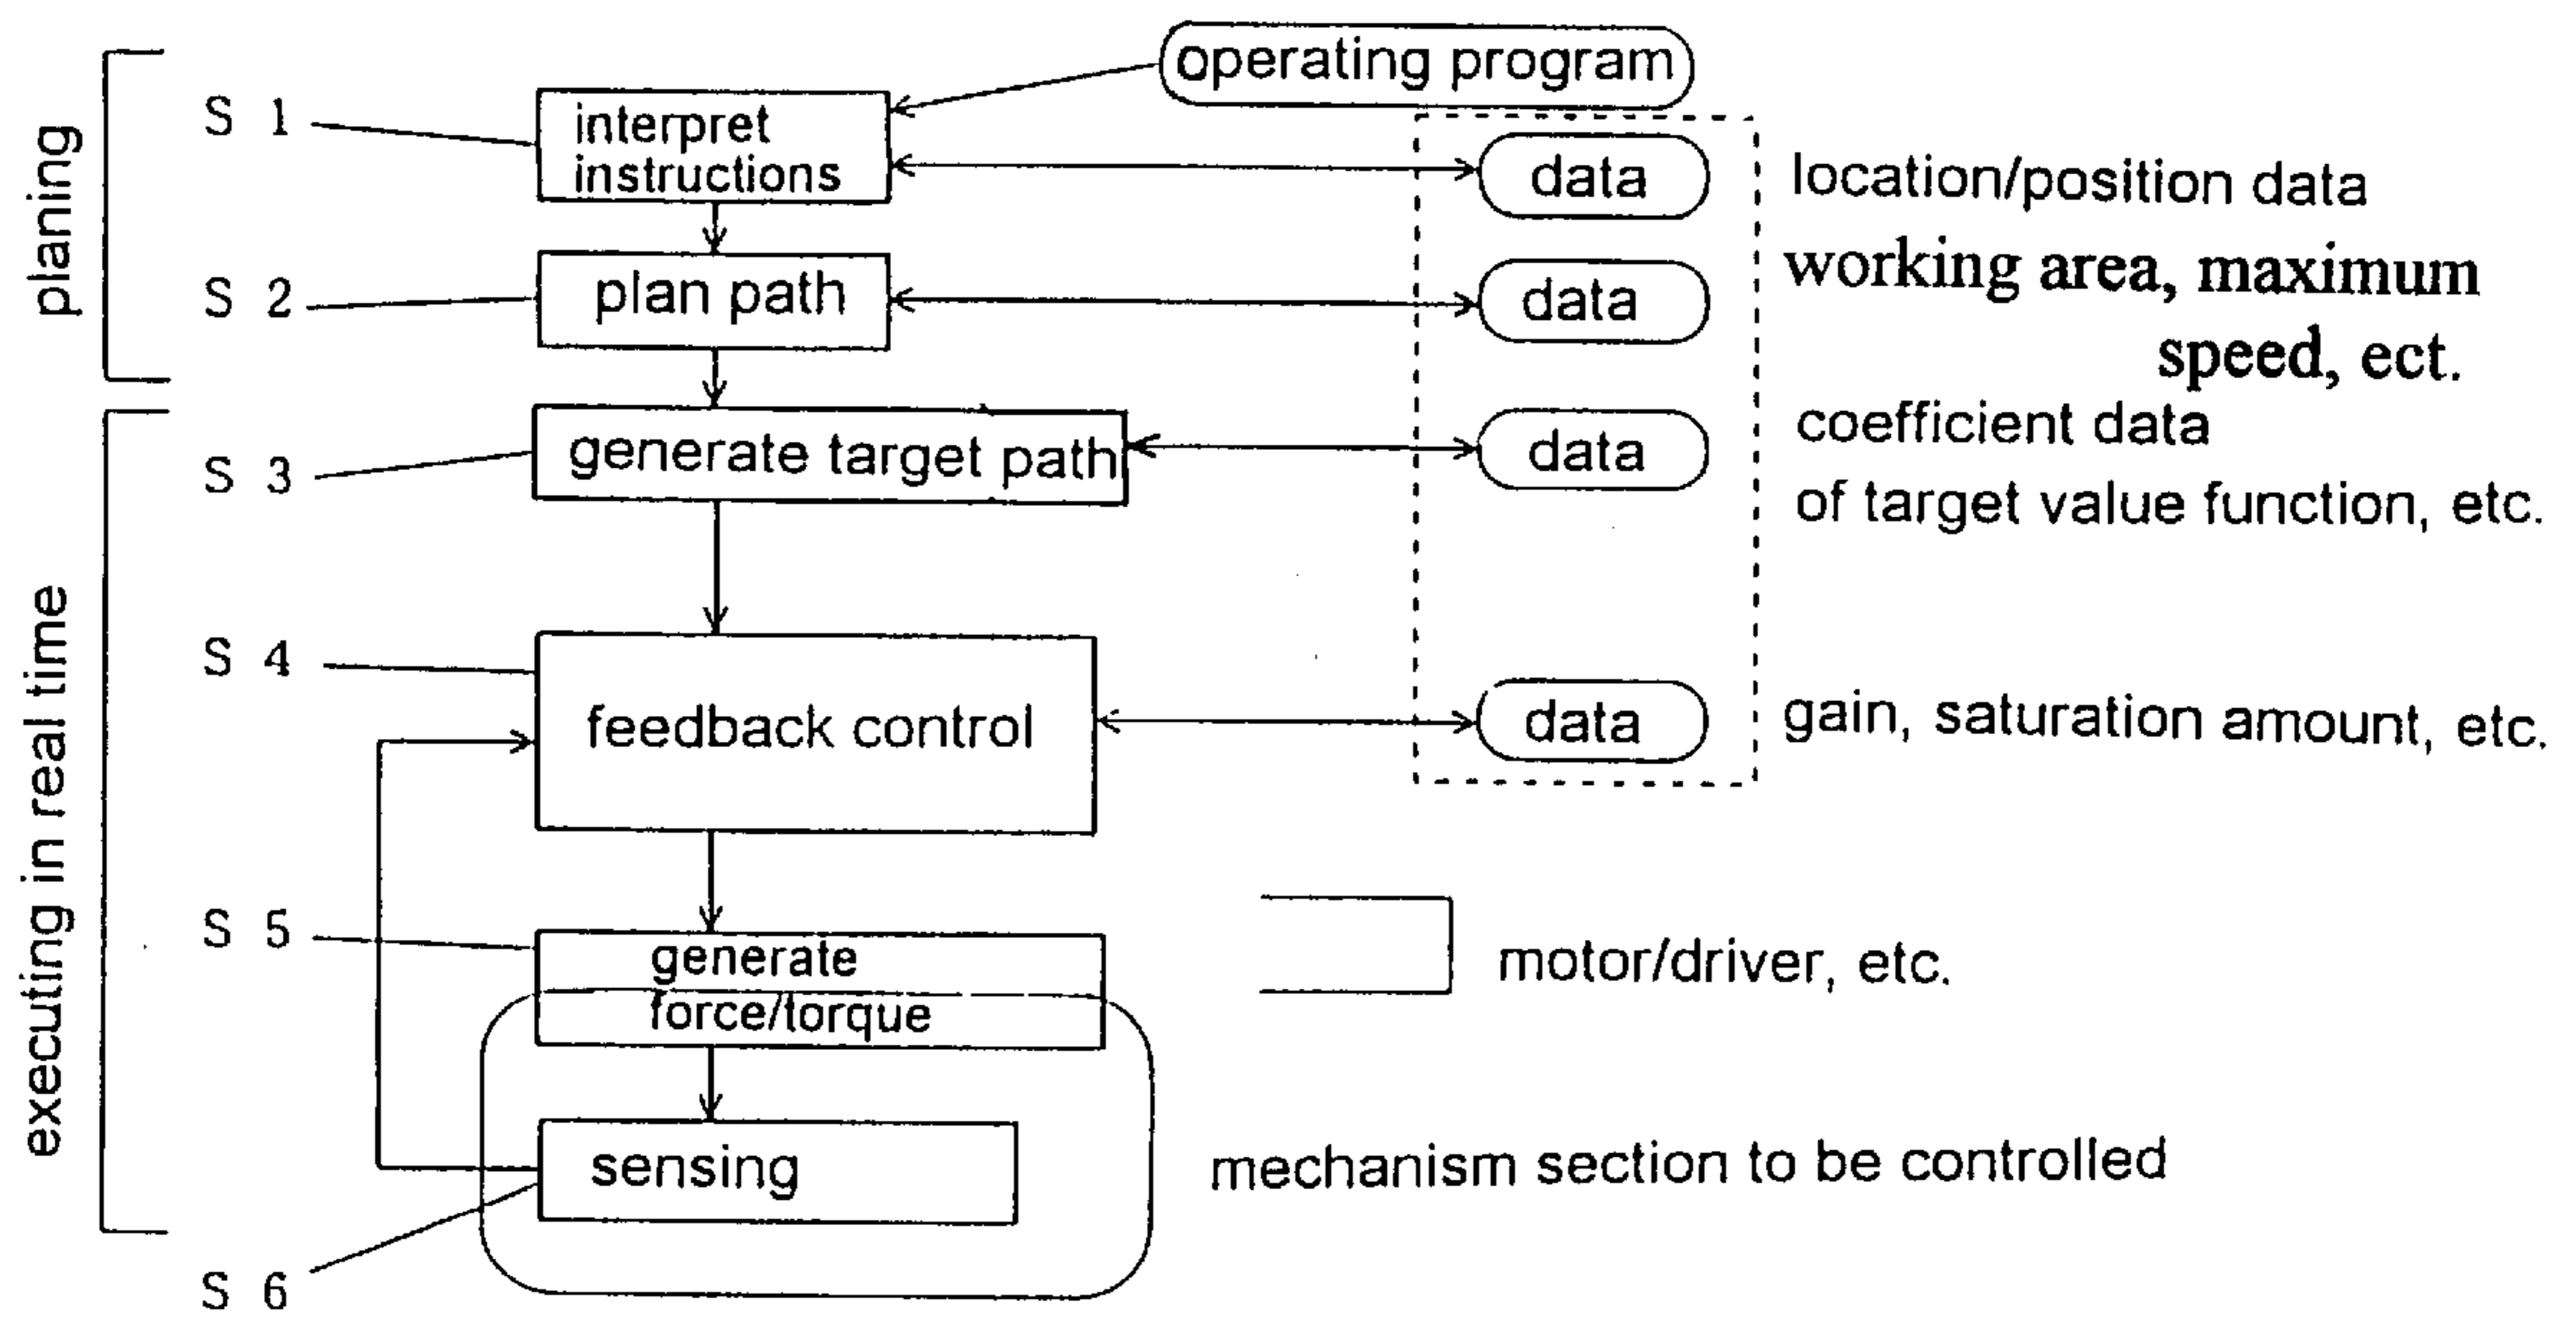 operating program
planing
S 1
interpret
instructions
data
location/position data
S 2
plan path
data
working area, maximum
speed, ect.
executing in real time
S 3
generate target path
data
coefficient data
of target value function, etc.
S 4
feedback control
data
gain, saturation amount, etc.
S 5
generate
force/torque
motor/driver, etc.
sensing
mechanism section to be controlled
S 6